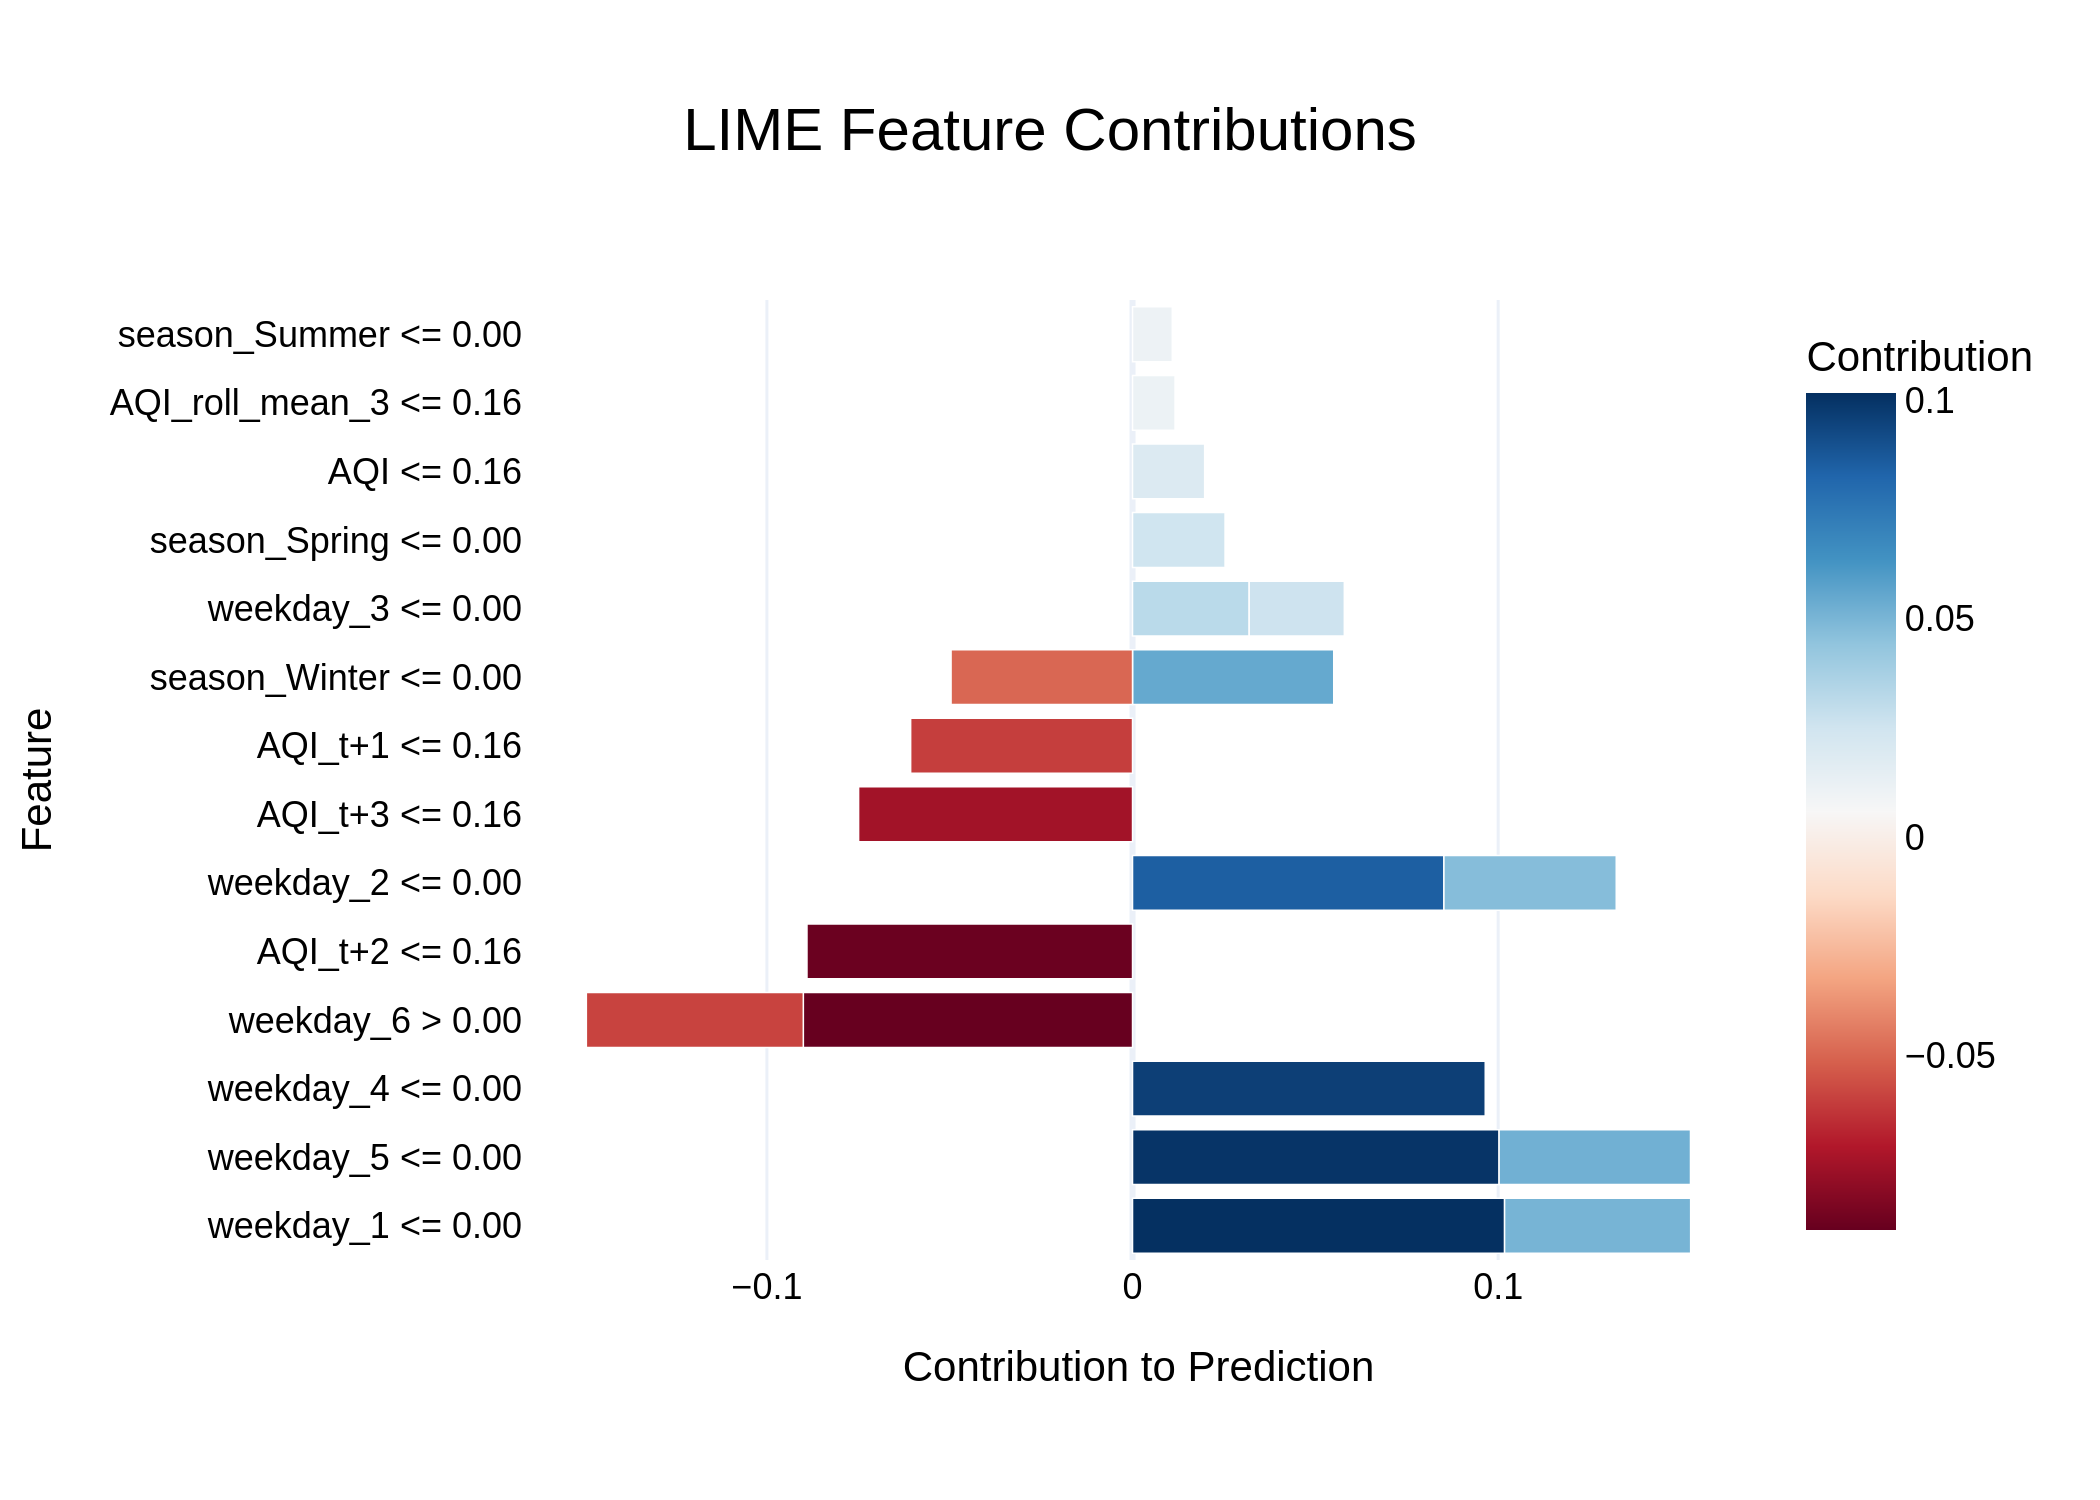 LIME Feature Contributions
season_Summer <= 0.00
AQI_roll_mean_3 <= 0.16
AQI <= 0.16
season_Spring <= 0.00
weekday_3 <= 0.00
season_Winter <= 0.00
AQI_t+1 <= 0.16
AQI_t+3 <= 0.16
weekday_2 <= 0.00
AQI_t+2 <= 0.16
weekday_6 > 0.00
weekday_4 <= 0.00
weekday_5 <= 0.00
weekday_1 <= 0.00
Feature
−0.1 0 0.1
Contribution to Prediction
Contribution
0.1
0.05
0
−0.05